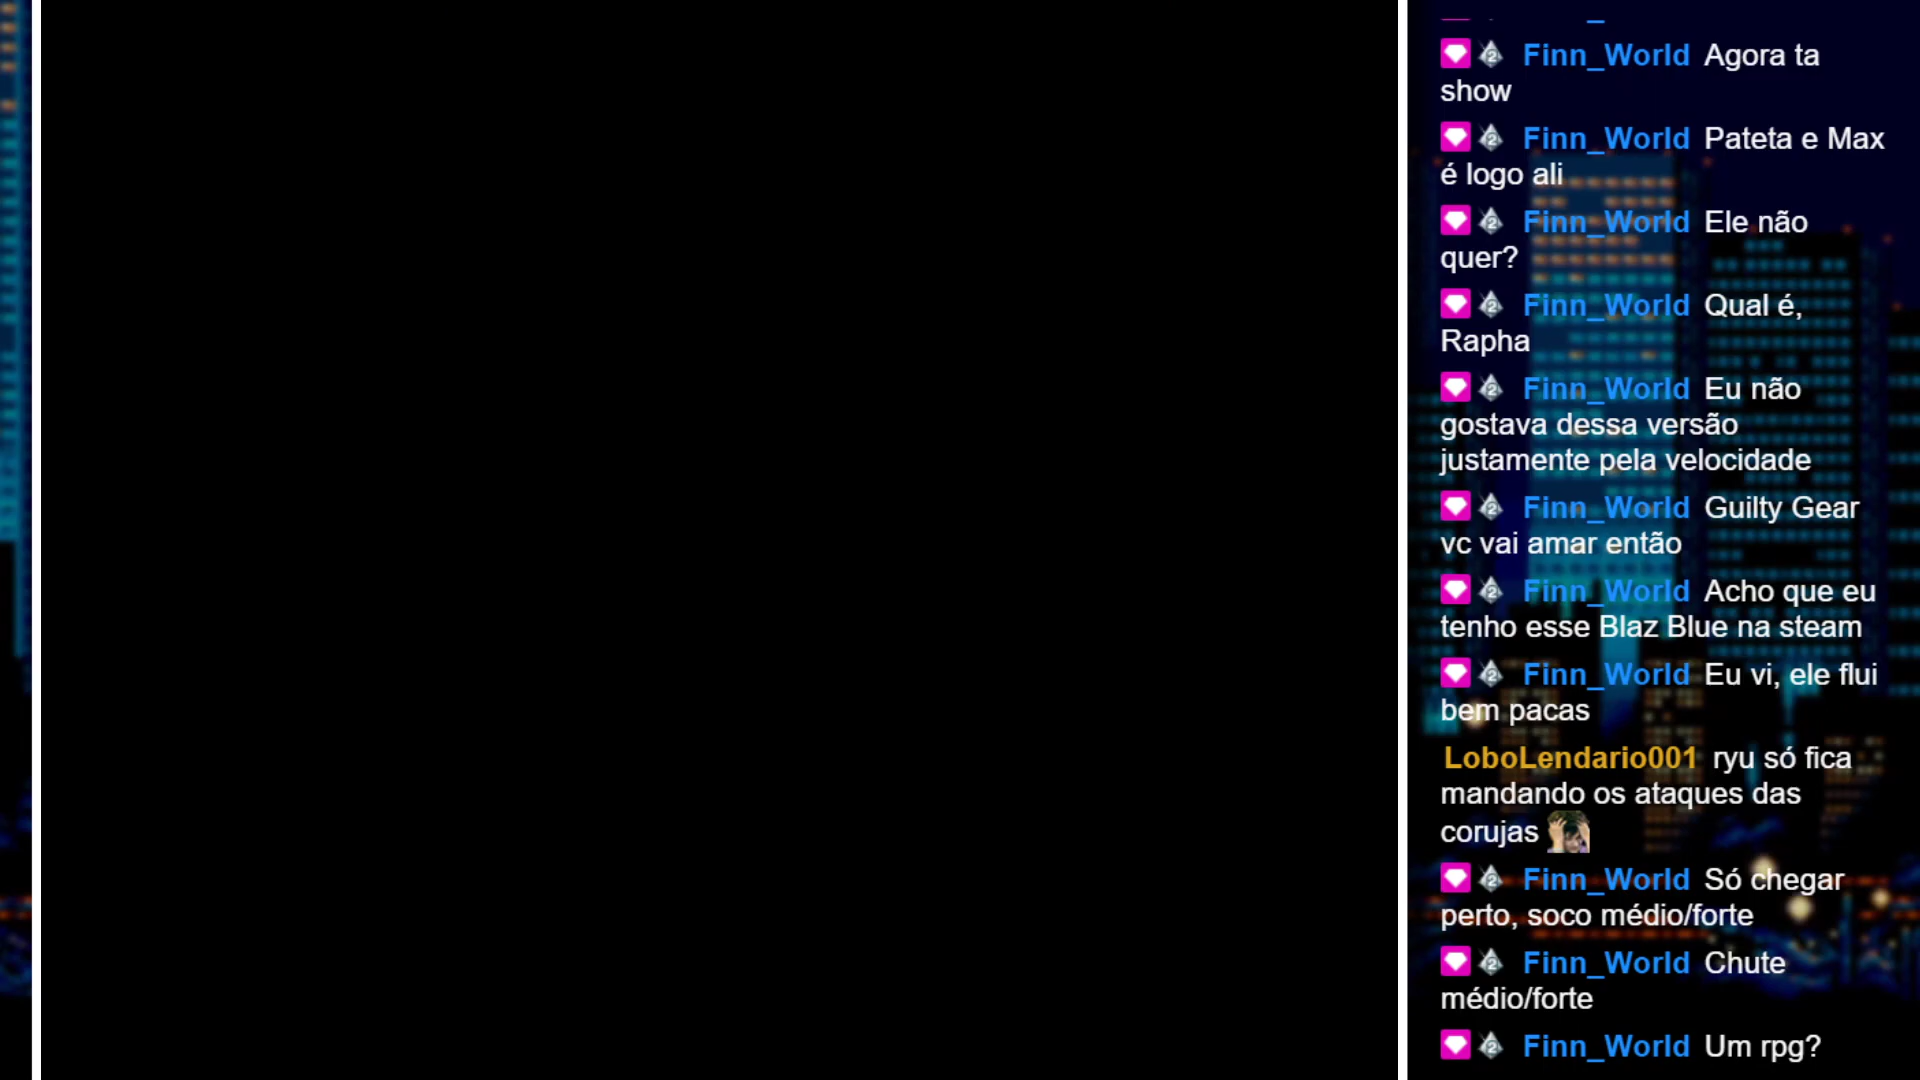 Finn_World Agora ta
show
Finn_World Pateta e Max
é logo ali
Finn_World Ele não
quer?
Finn_World Qual é,
Rapha
Finn_World Eu não
gostava dessa versão
justamente pela velocidade
Finn_World Guilty Gear
vc vai amar então
Finn_World Acho que eu
tenho esse Blaz Blue na steam
Finn_World Eu vi, ele flui
bem pacas
LoboLendario001 ryu só fica
mandando os ataques das
corujas
Finn_World Só chegar
perto, soco médio/forte
Finn_World Chute
médio/forte
Finn_World Um rpg?